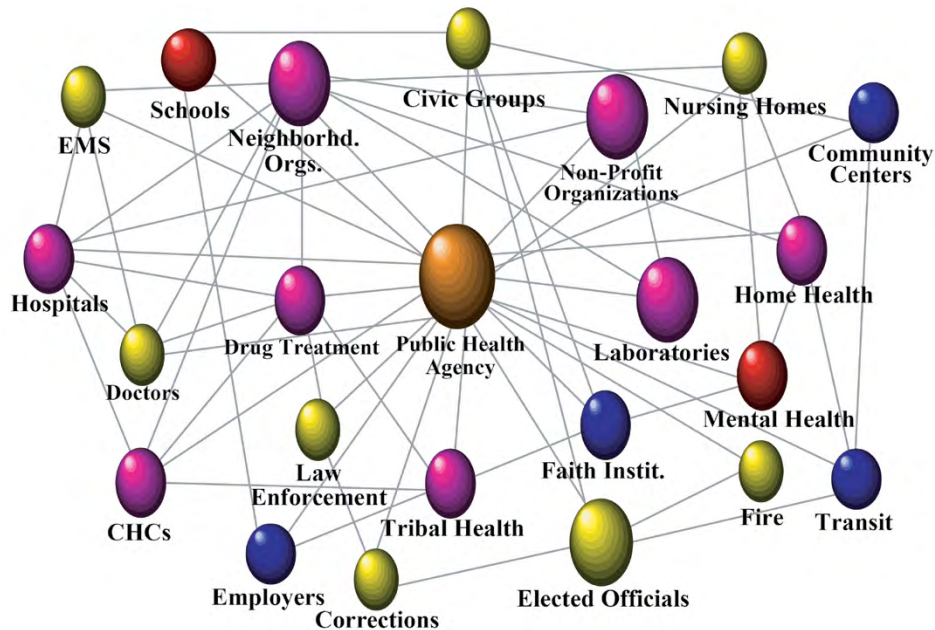 Schools
Civic Groups
Nursing Homes
EMS
Neighborhd.
Orgs.
Non-Profit
Organizations
Community
Centers
Hospitals
Drug Treatment
Public Health
Agency
Laboratories
Home Health
Doctors
Law
Enforcement
Faith Instit.
Mental Health
CHCs
Tribal Health
Fire
Transit
Employers
Corrections
Elected Officials